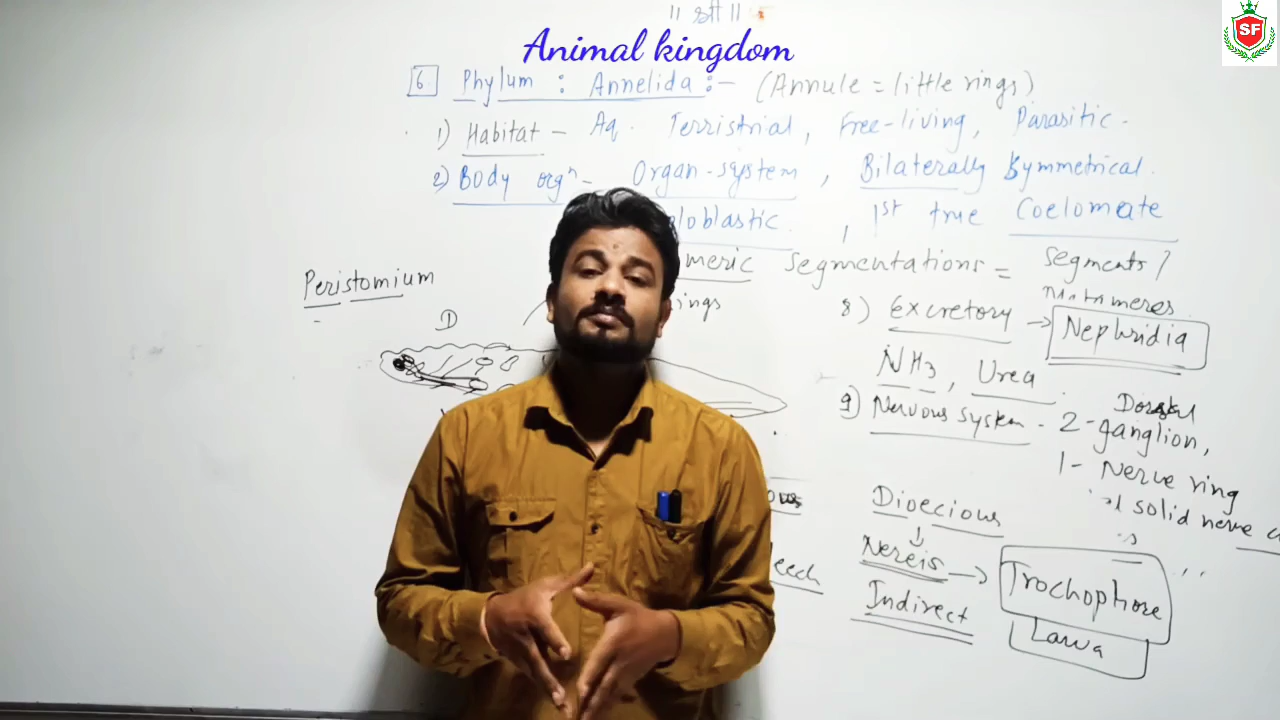 || श्री ||
Animal kingdom
SF
6. Phylum : Annelida :- (Annule = little rings)
1) Habitat - Aq. Terristrial, Free-living, Parasitic.
2) Body orgⁿ - Organ-system, Bilaterally symmetrical.
loblastic, 1st true Coelomate
meric segmentations = segments /
ings
Peristomium
D
8) Excretory → Nephridia
NH3, Urea
9) Nervous system - 2-ganglion,
1- Nerve ring
solid nerve
Dioecious
Nereis → Trochophore
Larva
Indirect
eech